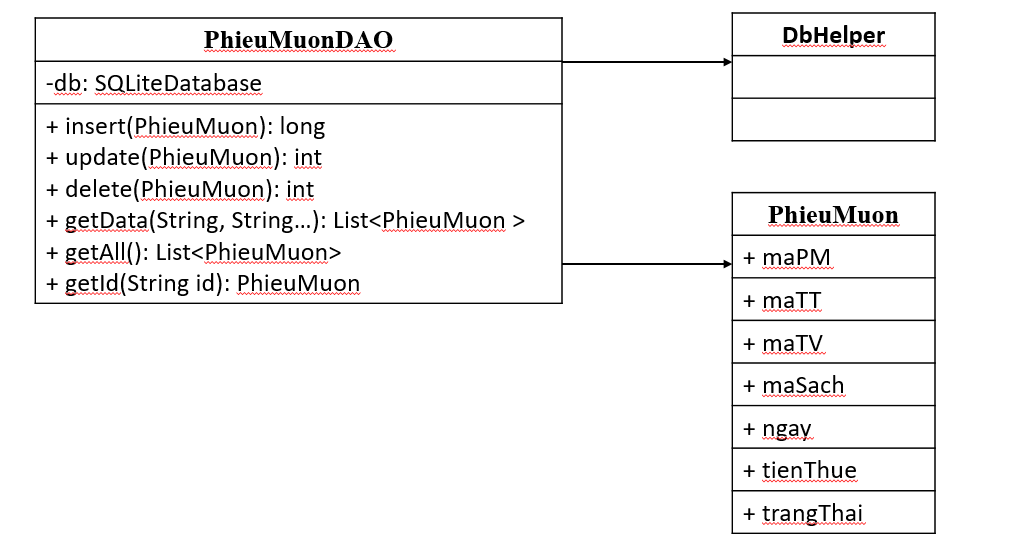 PhieuMuonDAO
-db: SQLiteDatabase
+ insert(PhieuMuon): long
+ update(PhieuMuon): int
+ delete(PhieuMuon): int
+ getData(String, String...): List<PhieuMuon >
+ getAll(): List<PhieuMuon>
+ getId(String id): PhieuMuon
DbHelper
PhieuMuon
+ maPM
+ maTT
+ maTV
+ maSach
+ ngay
+ tienThue
+ trangThai